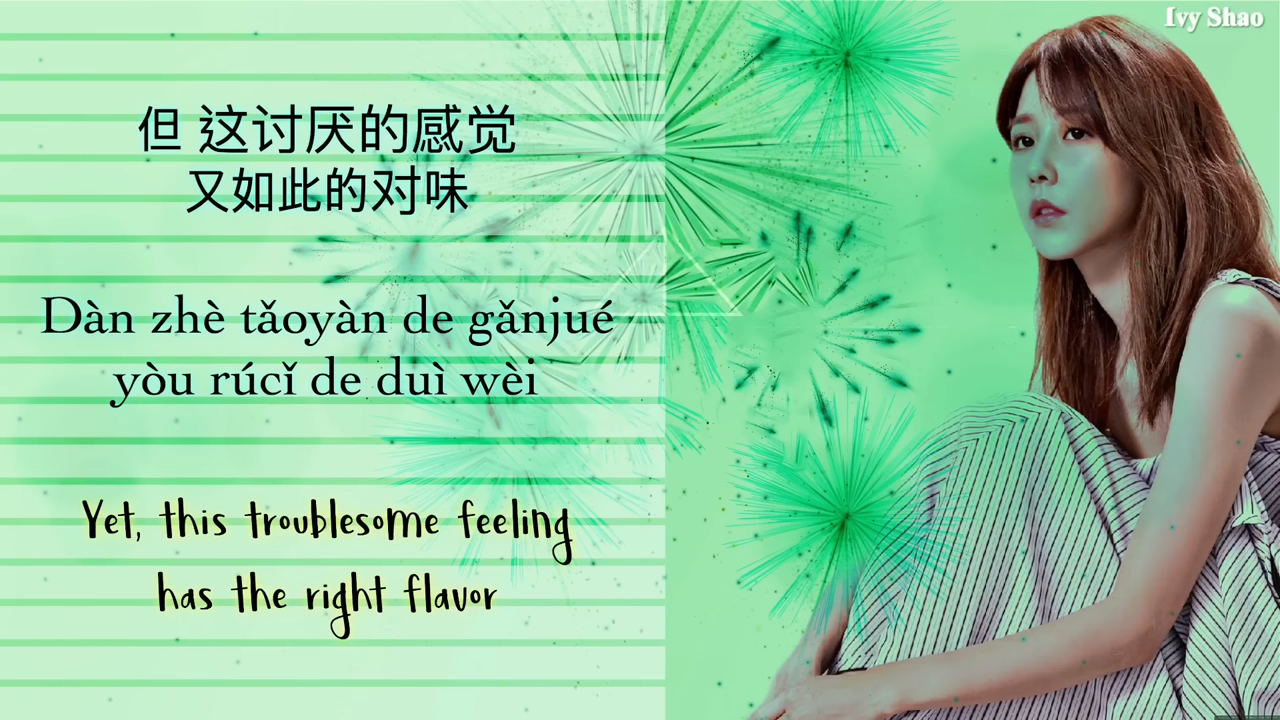 Ivy Shao
但 这讨厌的感觉
又如此的对味
Dàn zhè tǎoyàn de gǎnjué
yòu rúcǐ de duì wèi
Yet, this troublesome feeling
has the right flavor